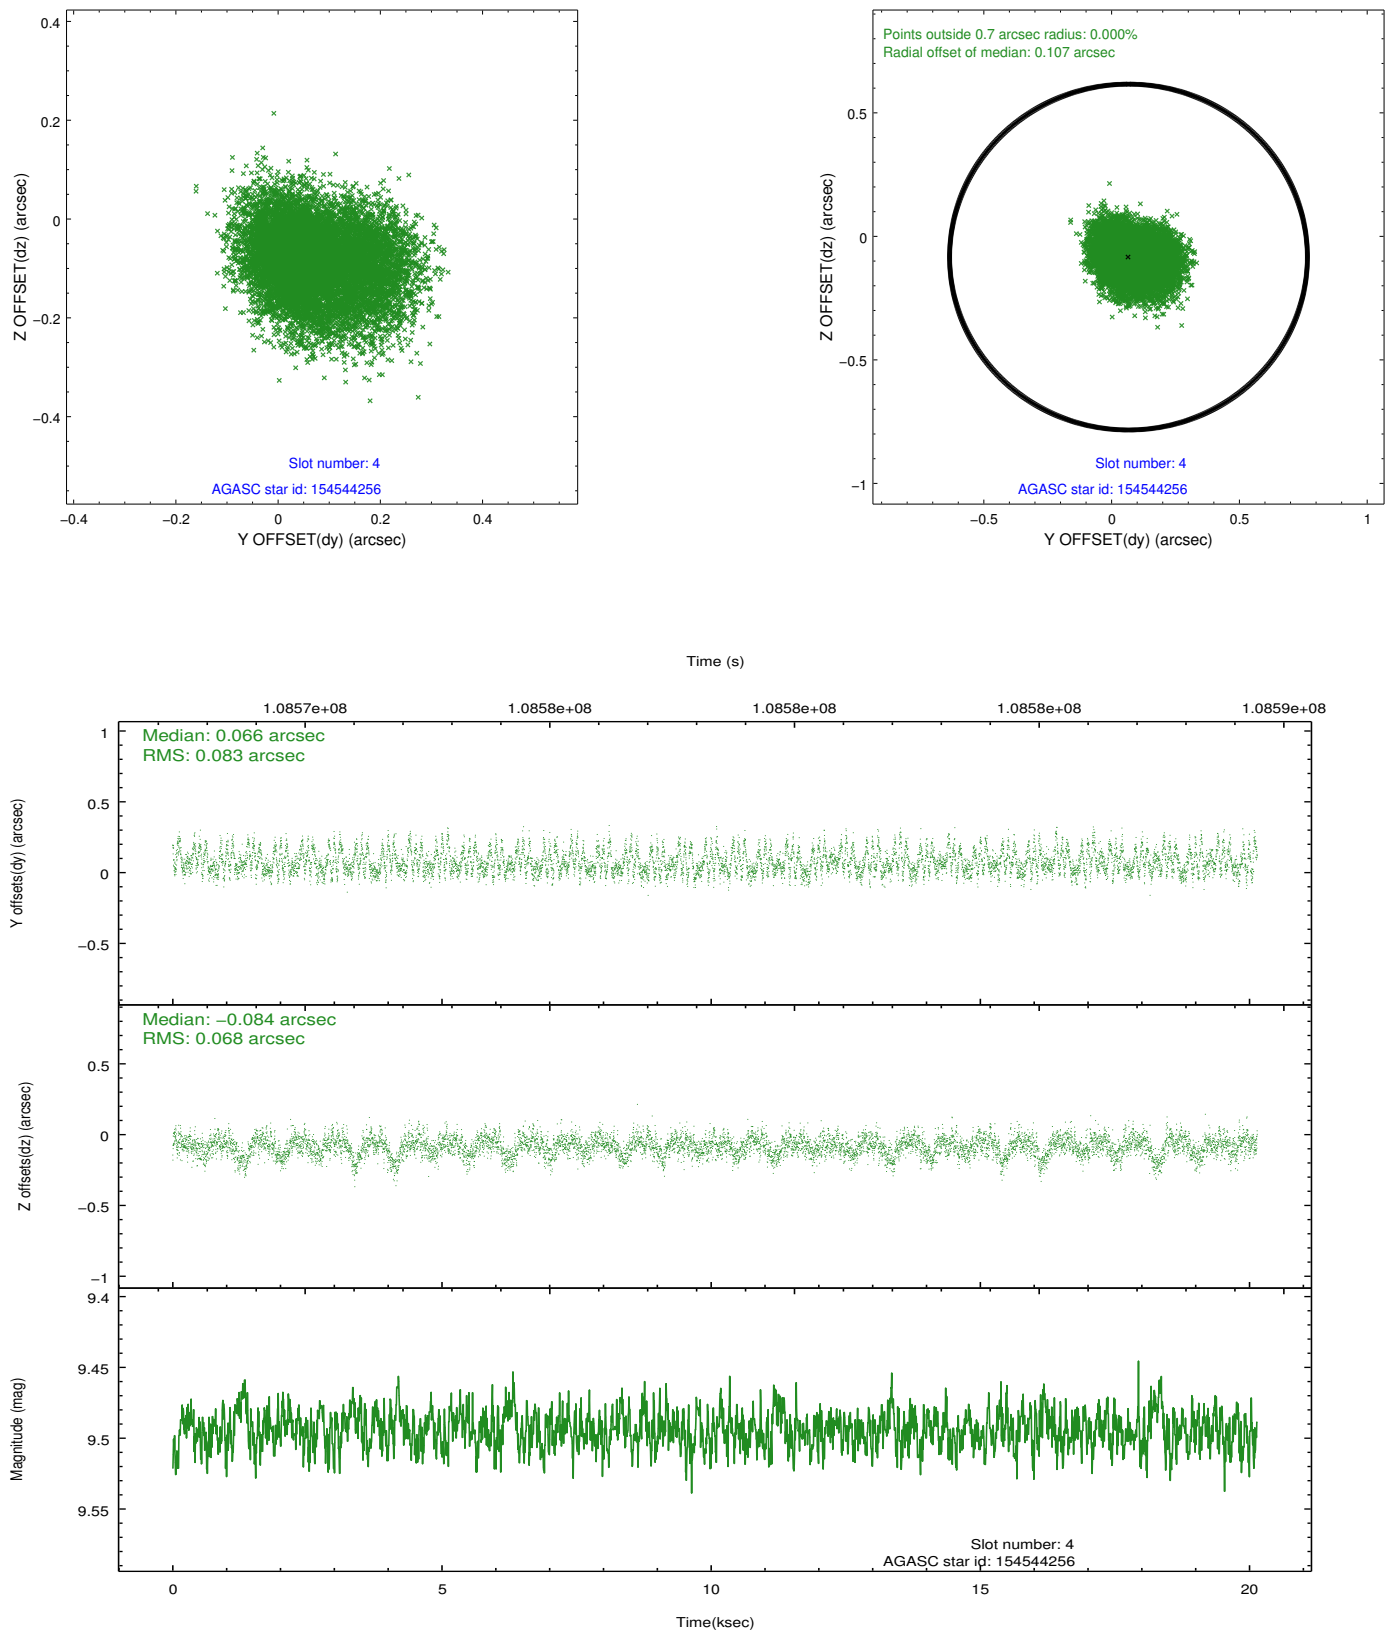 0.4
0.2
0
−0.2
−0.4
Z OFFSET(dz) (arcsec)
Slot number: 4
AGASC star id: 154544256
−0.4 −0.2 0 0.2 0.4
Y OFFSET(dy) (arcsec)
Points outside 0.7 arcsec radius: 0.000%
Radial offset of median: 0.107 arcsec
0.5
0
−0.5
−1
Z OFFSET(dz) (arcsec)
Slot number: 4
AGASC star id: 154544256
−0.5 0 0.5 1
Y OFFSET(dy) (arcsec)
Time (s)
1.0857e+08 1.0858e+08 1.0858e+08 1.0858e+08 1.0859e+08
Median: 0.066 arcsec
RMS: 0.083 arcsec
1
0.5
0
−0.5
Y offsets(dy) (arcsec)
Median: −0.084 arcsec
RMS: 0.068 arcsec
0.5
0
−0.5
−1
Z offsets(dz) (arcsec)
9.4
9.45
9.5
9.55
Magnitude (mag)
Slot number: 4
AGASC star id: 154544256
0 5 10 15 20
Time(ksec)